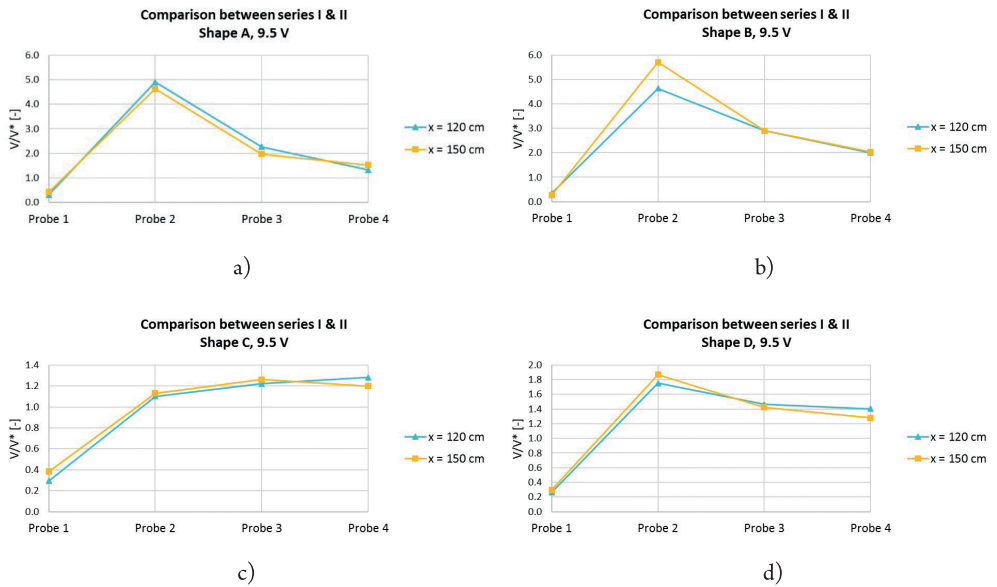 Comparison between series I & II
Shape A, 9.5 V
6.0
5.0
4.0
3.0
2.0
1.0
0.0
V/V* [-]
Probe 1 Probe 2 Probe 3 Probe 4
x = 120 cm
x = 150 cm
a)
Comparison between series I & II
Shape B, 9.5 V
6.0
5.0
4.0
3.0
2.0
1.0
0.0
V/V* [-]
Probe 1 Probe 2 Probe 3 Probe 4
x = 120 cm
x = 150 cm
b)
Comparison between series I & II
Shape C, 9.5 V
1.4
1.2
1.0
0.8
0.6
0.4
0.2
0.0
V/V* [-]
Probe 1 Probe 2 Probe 3 Probe 4
x = 120 cm
x = 150 cm
c)
Comparison between series I & II
Shape D, 9.5 V
2.0
1.8
1.6
1.4
1.2
1.0
0.8
0.6
0.4
0.2
0.0
V/V* [-]
Probe 1 Probe 2 Probe 3 Probe 4
x = 120 cm
x = 150 cm
d)